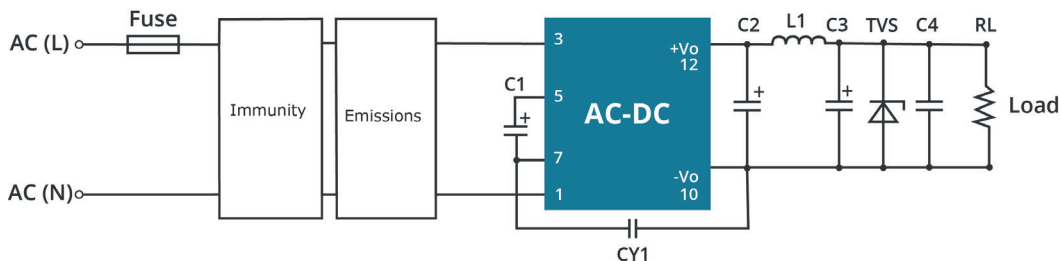 Fuse
AC (L)
Immunity
Emissions
C1
3
5
7
1
AC-DC
+Vo
12
-Vo
10
C2
L1
C3
TVS
C4
RL
+
+
+
Load
AC (N)
CY1